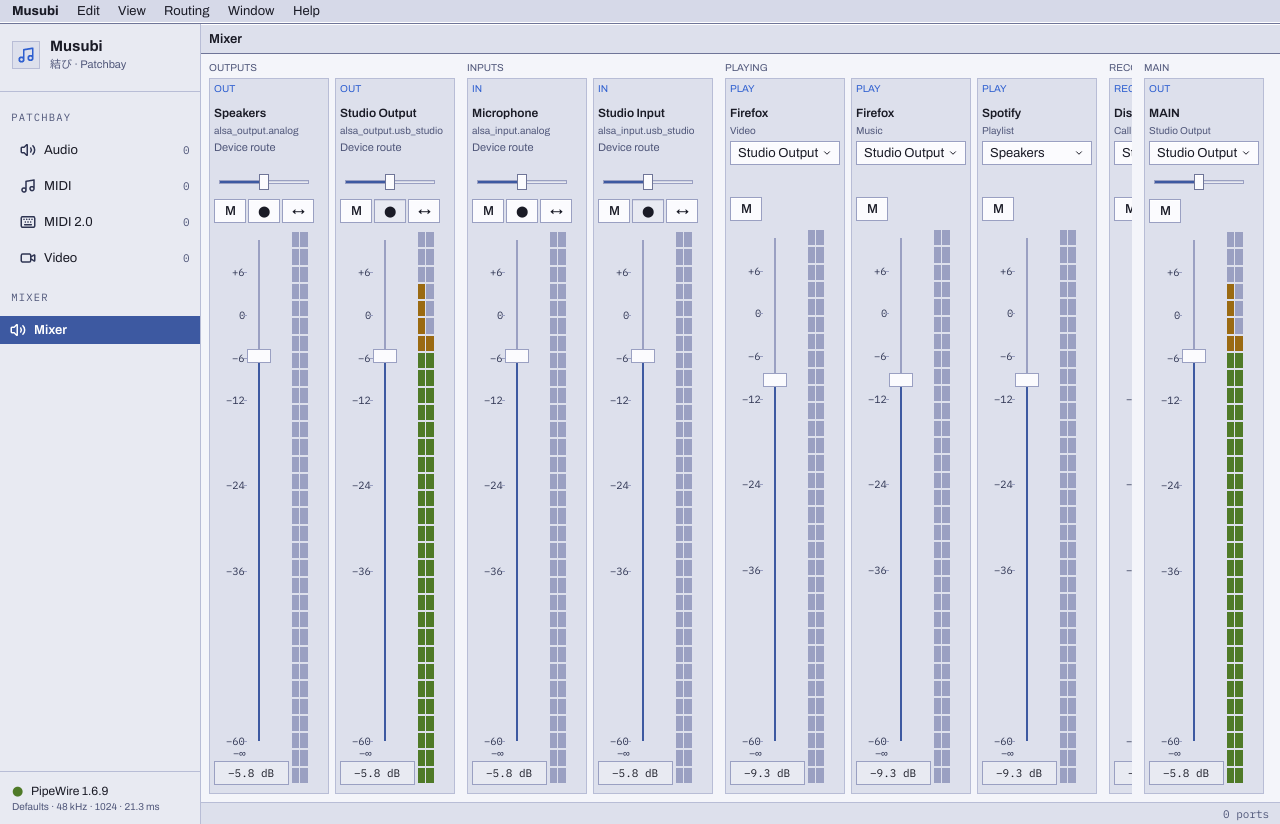 Musubi Edit View Routing Window Help
Musubi
結び · Patchbay
PATCHBAY
Audio 0
MIDI 0
MIDI 2.0 0
Video 0
MIXER
Mixer
PipeWire 1.6.9
Defaults · 48 kHz · 1024 · 21.3 ms
Mixer
OUTPUTS
OUT
Speakers
alsa_output.analog
Device route
M
+6
0
−6
−12
−24
−36
−60
−∞
−5.8 dB
OUT
Studio Output
alsa_output.usb_studio
Device route
M
+6
0
−6
−12
−24
−36
−60
−∞
−5.8 dB
INPUTS
IN
Microphone
alsa_input.analog
Device route
M
+6
0
−6
−12
−24
−36
−60
−∞
−5.8 dB
IN
Studio Input
alsa_input.usb_studio
Device route
M
+6
0
−6
−12
−24
−36
−60
−∞
−5.8 dB
PLAYING
PLAY
Firefox
Video
Studio Output
M
+6
0
−6
−12
−24
−36
−60
−∞
−9.3 dB
PLAY
Firefox
Music
Studio Output
M
+6
0
−6
−12
−24
−36
−60
−∞
−9.3 dB
PLAY
Spotify
Playlist
Speakers
M
+6
0
−6
−12
−24
−36
−60
−∞
−9.3 dB
Call
M
MAIN
OUT
MAIN
Studio Output
Studio Output
M
+6
0
−6
−12
−24
−36
−60
−∞
−5.8 dB
0 ports